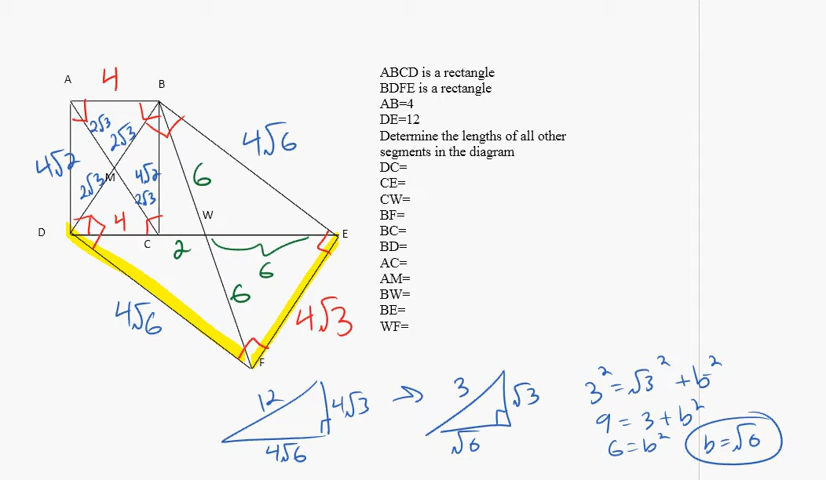 A
4
B
2√3
2√3
4√6
4√2
M
4√2
6
2√3
2√3
D
4
W
E
C
2
6
6
4√6
4√3
F
ABCD is a rectangle
BDFE is a rectangle
AB=4
DE=12
Determine the lengths of all other
segments in the diagram
DC=
CE=
CW=
BF=
BC=
BD=
AC=
AM=
BW=
BE=
WF=
12
4√3
4√6
→
3
√3
√6
3² = √3² + b²
9 = 3 + b²
6 = b²
b = √6